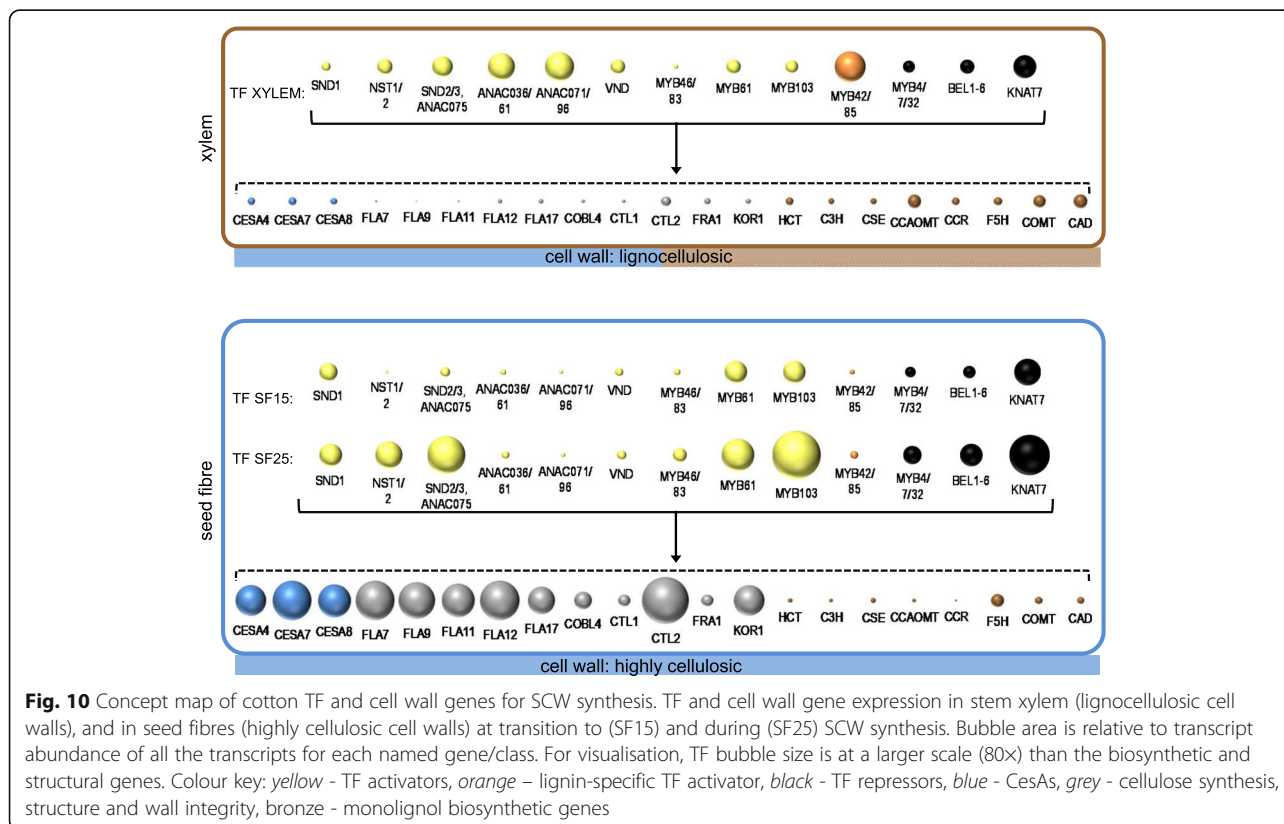 TF XYLEM:
SND1
NST1/
2
SND2/3,
ANAC075
ANAC036/
61
ANAC071/
96
VND
MYB46/
83
MYB61
MYB103
MYB42/
85
MYB4/
7/32
BEL1-6
KNAT7
xylem
CESA4 CESA7 CESA8 FLA7 FLA9 FLA11 FLA12 FLA17 COBL4 CTL1 CTL2 FRA1 KOR1 HCT C3H CSE CCAOMT CCR F5H COMT CAD
cell wall: lignocellulosic
TF SF15:
SND1
NST1/
2
SND2/3,
ANAC075
ANAC036/
61
ANAC071/
96
VND
MYB46/
83
MYB61
MYB103
MYB42/
85
MYB4/
7/32
BEL1-6
KNAT7
TF SF25:
SND1
NST1/
2
SND2/3,
ANAC075
ANAC036/
61
ANAC071/
96
VND
MYB46/
83
MYB61
MYB103
MYB42/
85
MYB4/
7/32
BEL1-6
KNAT7
seed fibre
CESA4 CESA7 CESA8 FLA7 FLA9 FLA11 FLA12 FLA17 COBL4 CTL1 CTL2 FRA1 KOR1 HCT C3H CSE CCAOMT CCR F5H COMT CAD
cell wall: highly cellulosic
Fig. 10 Concept map of cotton TF and cell wall genes for SCW synthesis. TF and cell wall gene expression in stem xylem (lignocellulosic cell
walls), and in seed fibres (highly cellulosic cell walls) at transition to (SF15) and during (SF25) SCW synthesis. Bubble area is relative to transcript
abundance of all the transcripts for each named gene/class. For visualisation, TF bubble size is at a larger scale (80×) than the biosynthetic and
structural genes. Colour key: yellow - TF activators, orange – lignin-specific TF activator, black - TF repressors, blue - CesAs, grey - cellulose synthesis,
structure and wall integrity, bronze - monolignol biosynthetic genes